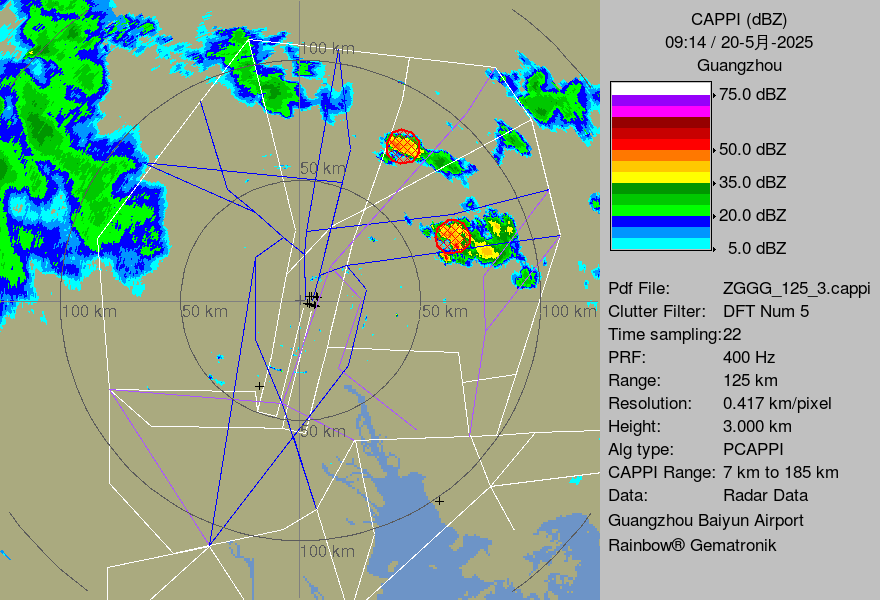 CAPPI (dBZ)
09:14 / 20-5月-2025
Guangzhou
75.0 dBZ
50.0 dBZ
35.0 dBZ
20.0 dBZ
5.0 dBZ
Pdf File: ZGGG_125_3.cappi
Clutter Filter: DFT Num 5
Time sampling:22
PRF: 400 Hz
Range: 125 km
Resolution: 0.417 km/pixel
Height: 3.000 km
Alg type: PCAPPI
CAPPI Range: 7 km to 185 km
Data: Radar Data
Guangzhou Baiyun Airport
Rainbow® Gematronik
100 km
50 km
100 km
50 km
50 km
100 km
50 km
100 km